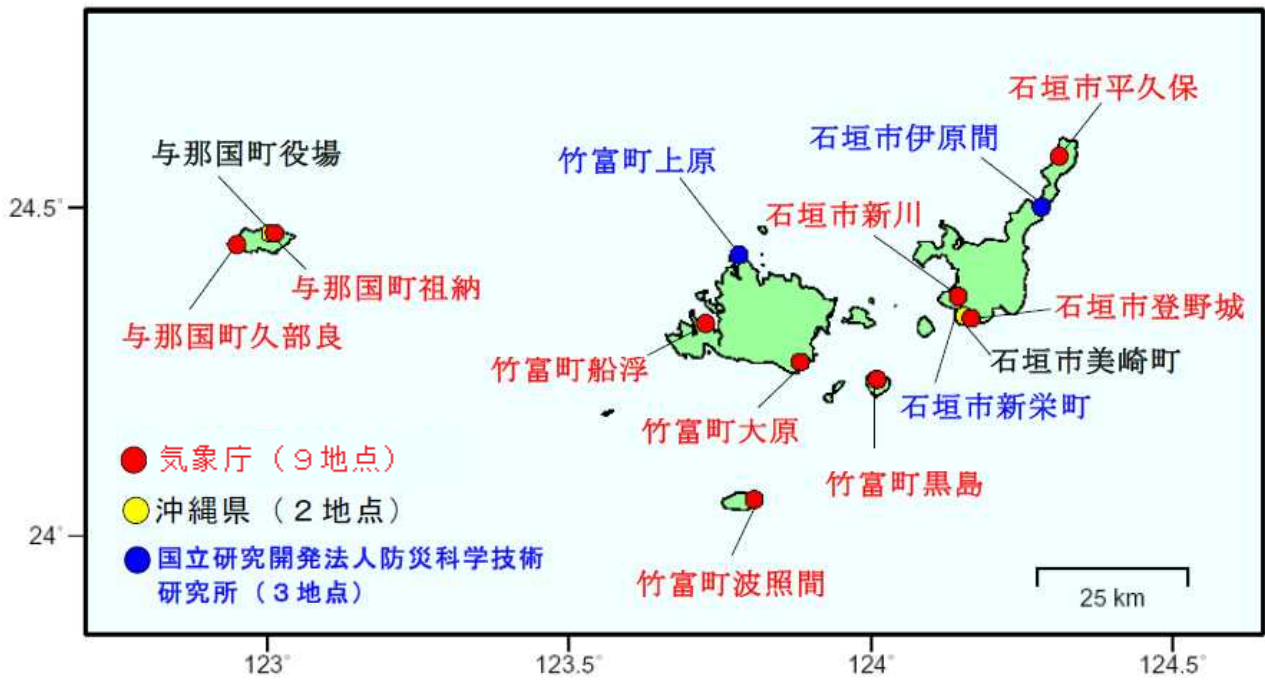 石垣市平久保
石垣市伊原間
与那国町役場
竹富町上原
24.5°
石垣市新川
与那国町祖納
石垣市登野城
与那国町久部良
石垣市美崎町
竹富町船浮
石垣市新栄町
竹富町大原
気象庁（９地点）
竹富町黒島
沖縄県（２地点）
24°
国立研究開発法人防災科学技術
研究所（３地点）
竹富町波照間
25 km
123°
123.5°
124°
124.5°